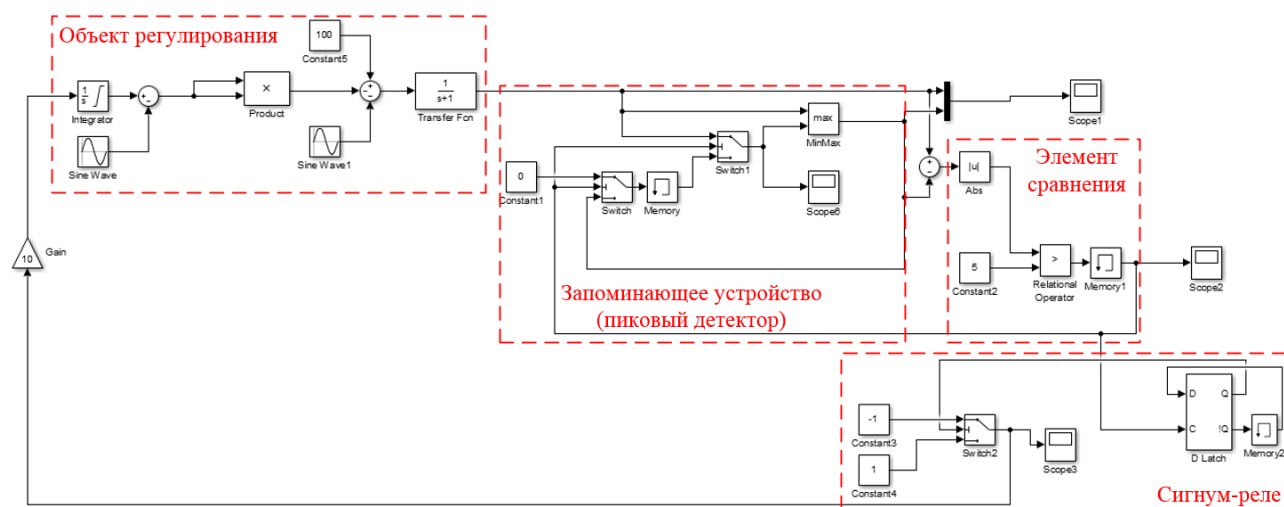 Объект регулирования
100
Constant5
1
s
Integrator
+
-
×
Product
+
-
-
1
s+1
Transfer Fcn
Sine Wave
Sine Wave1
max
MinMax
Scope1
Switch1
0
Constant1
Switch
Memory
Scope6
+
-
|u|
Abs
Элемент
сравнения
10
Gain
5
Constant2
>
Relational
Operator
Memory1
Scope2
Запоминающее устройство
(пиковый детектор)
-1
Constant3
Switch2
1
Constant4
Scope3
D
Q
C
!Q
D Latch
Memory2
Сигнум-реле